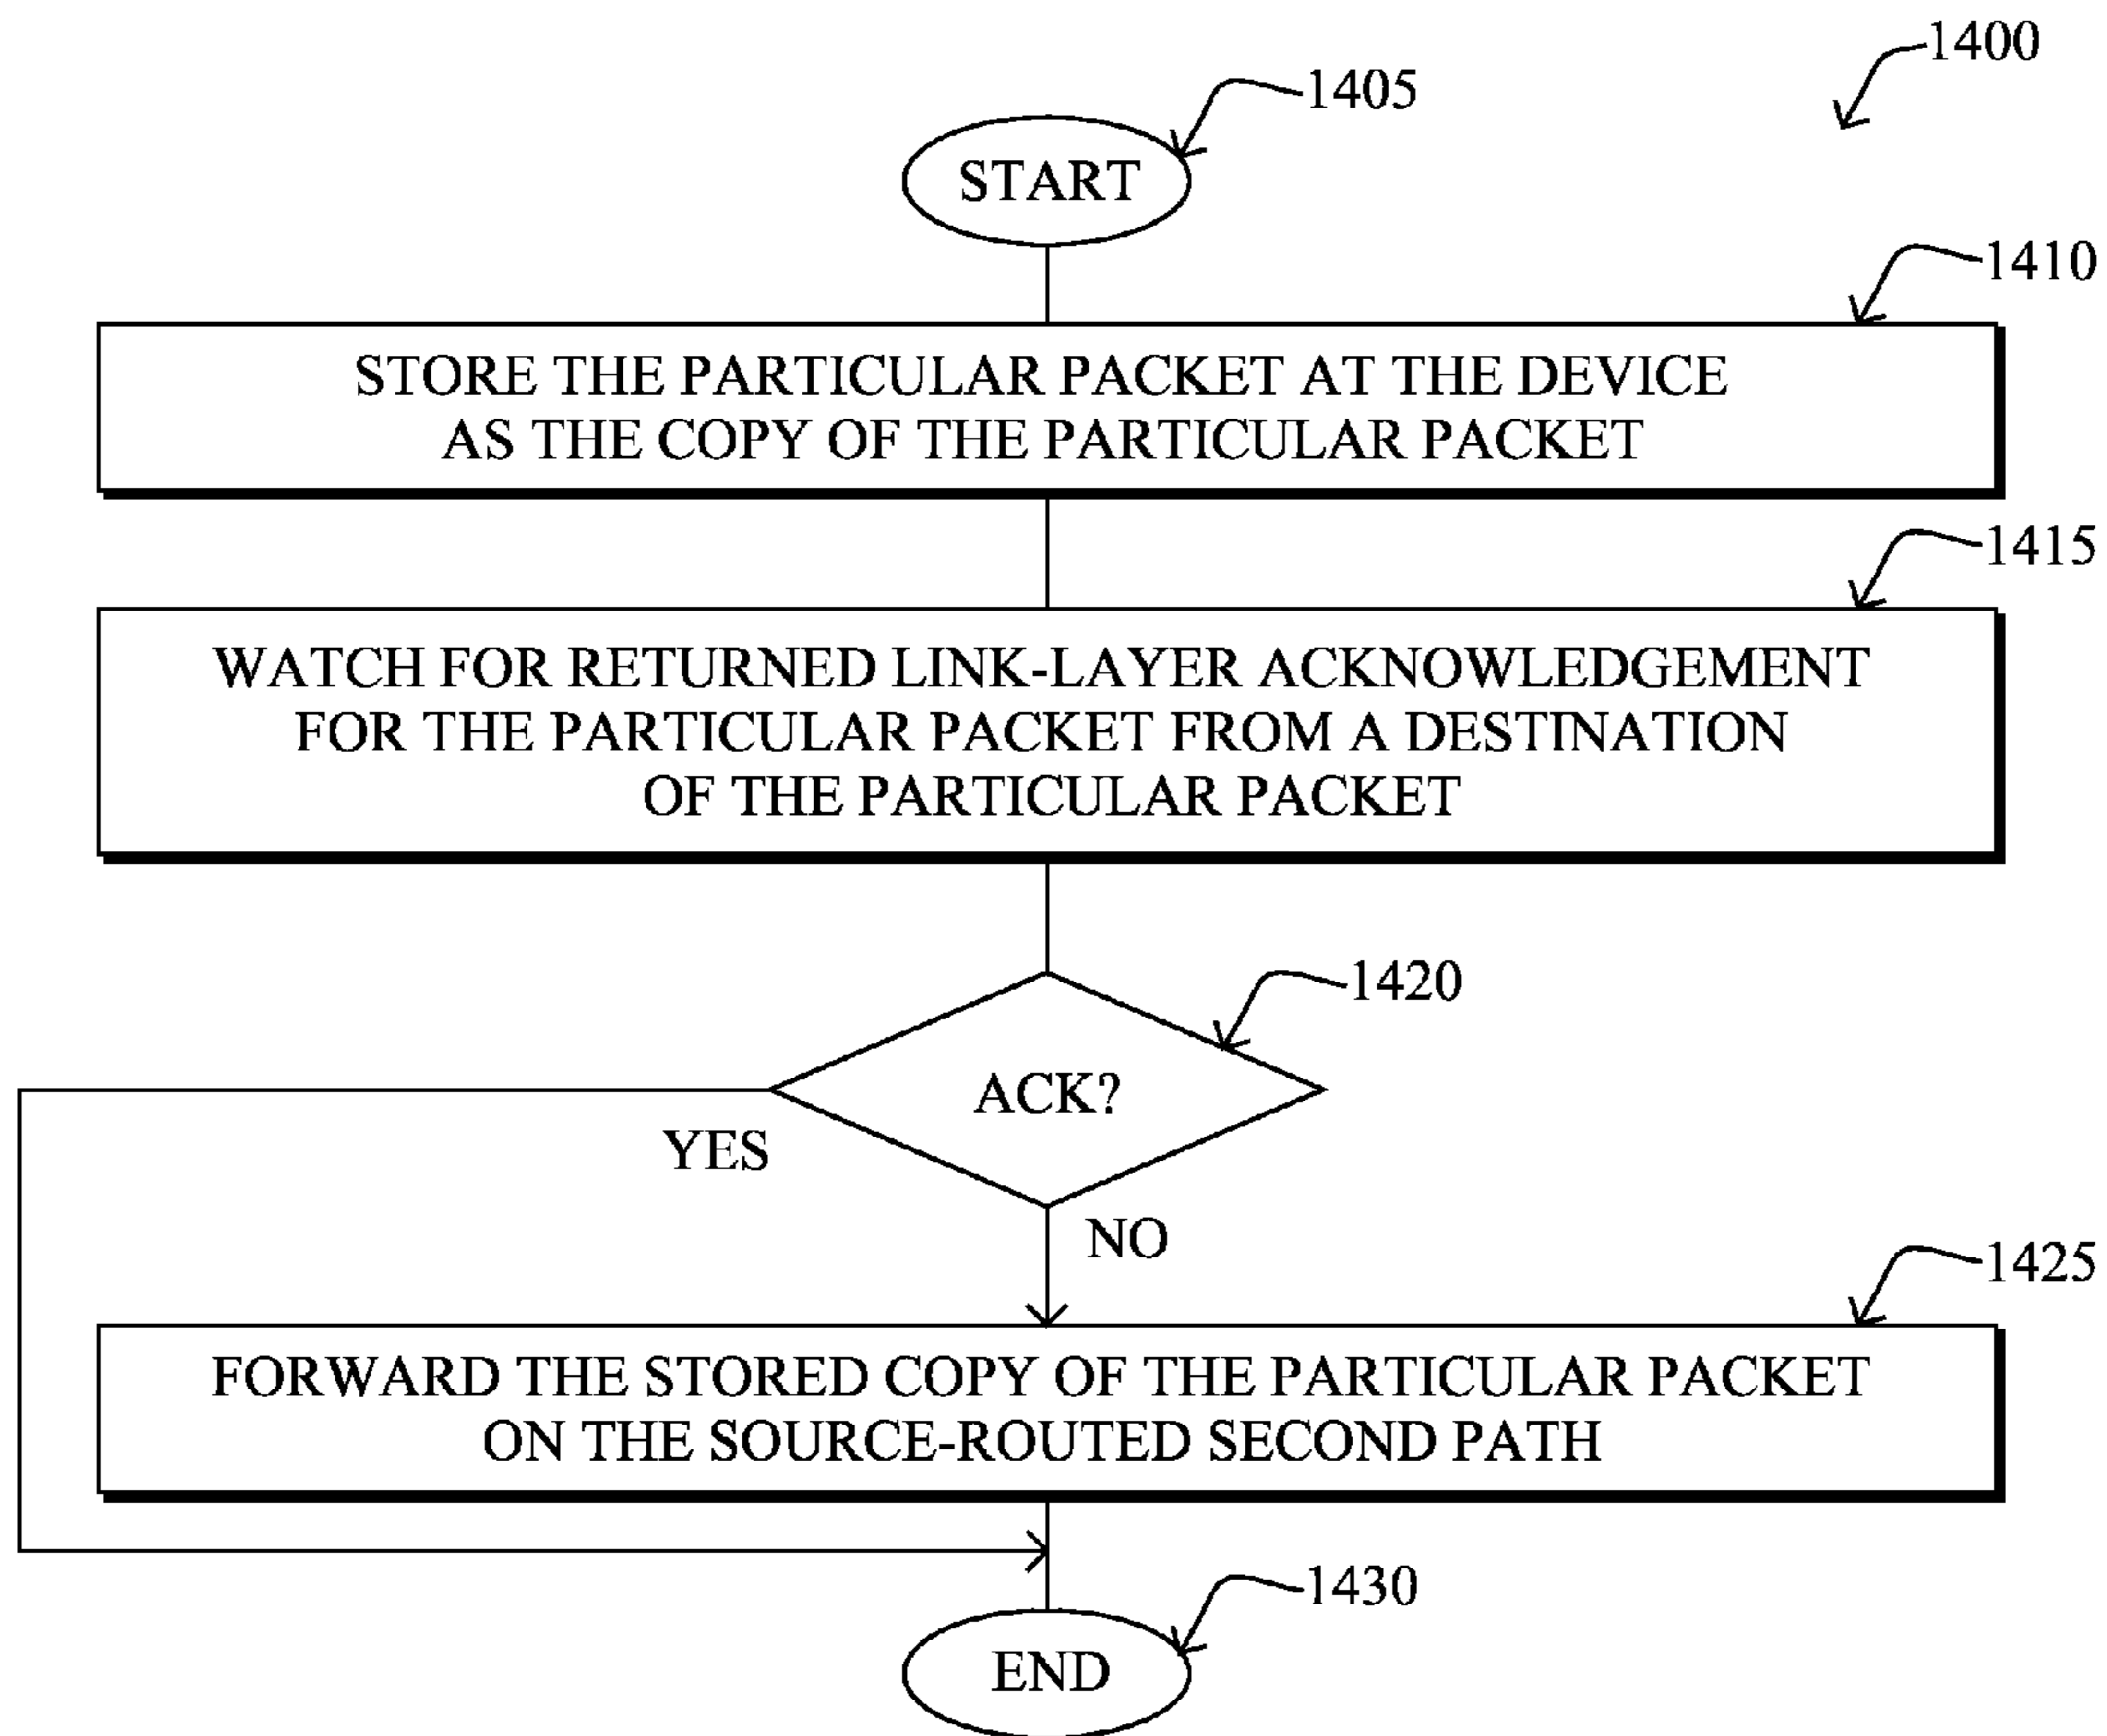 1400
1405
START
1410
STORE THE PARTICULAR PACKET AT THE DEVICE
AS THE COPY OF THE PARTICULAR PACKET
1415
WATCH FOR RETURNED LINK-LAYER ACKNOWLEDGEMENT
FOR THE PARTICULAR PACKET FROM A DESTINATION
OF THE PARTICULAR PACKET
1420
ACK?
YES
NO
1425
FORWARD THE STORED COPY OF THE PARTICULAR PACKET
ON THE SOURCE-ROUTED SECOND PATH
1430
END